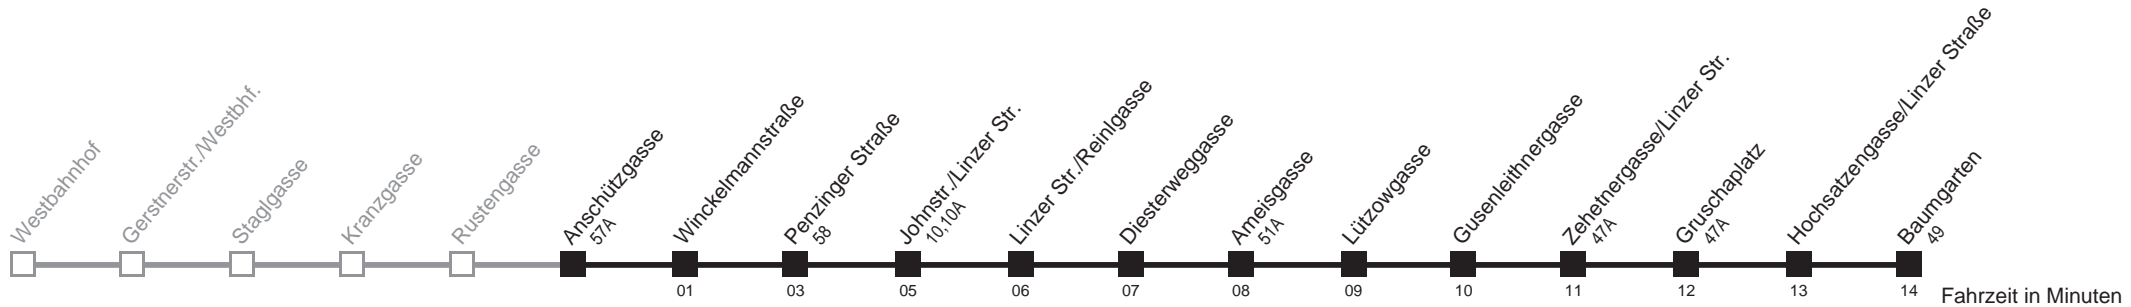 Westbahnhof
Gerstnerstr./Westbhf.
Staglgasse
Kranzgasse
Rustengasse
Anschützgasse
57A
Winckelmannstraße
Penzinger Straße
58
Johnstr./Linzer Str.
10,10A
Linzer Str./Reinlgasse
Diesterweggasse
Ameisgasse
51A
Lützowgasse
Gusenleithnergasse
Zehetnergasse/Linzer Str.
47A
Gruschaplatz
47A
Hochsatzengasse/Linzer Straße
Baumgarten
49
01 03 05 06 07 08 09 10 11 12 13 14 Fahrzeit in Minuten